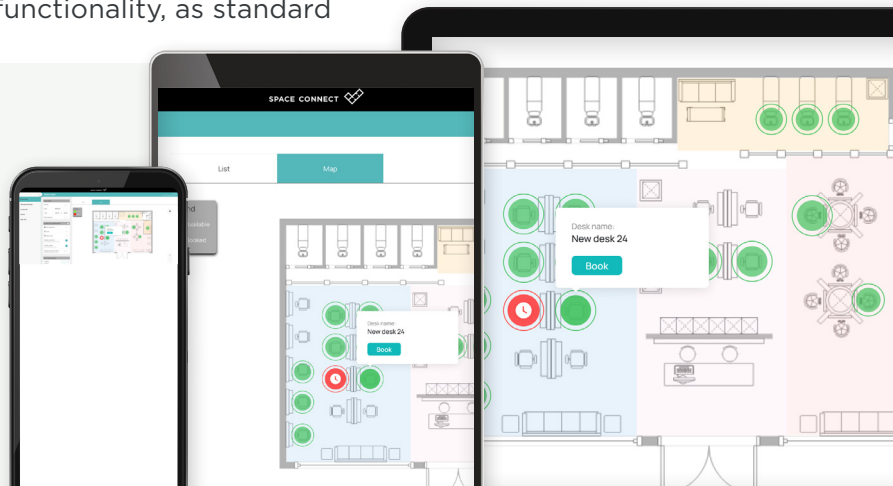 functionality, as standard
SPACE CONNECT
List
Map
Desk name:
New desk 24
Book
Desk name:
New desk 24
Book